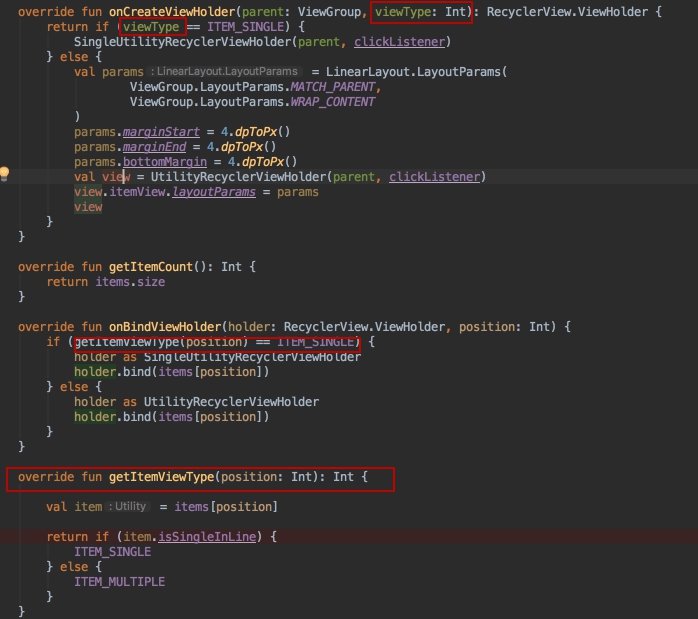 override fun onCreateViewHolder(parent: ViewGroup, viewType: Int): RecyclerView.ViewHolder {
return if (viewType == ITEM_SINGLE) {
SingleUtilityRecyclerViewHolder(parent, clickListener)
} else {
val params : LinearLayout.LayoutParams = LinearLayout.LayoutParams(
ViewGroup.LayoutParams.MATCH_PARENT,
ViewGroup.LayoutParams.WRAP_CONTENT
)
params.marginStart = 4.dpToPx()
params.marginEnd = 4.dpToPx()
params.bottomMargin = 4.dpToPx()
val view = UtilityRecyclerViewHolder(parent, clickListener)
view.itemView.layoutParams = params
view
}
}
override fun getItemCount(): Int {
return items.size
}
override fun onBindViewHolder(holder: RecyclerView.ViewHolder, position: Int) {
if (getItemViewType(position) == ITEM_SINGLE) {
holder as SingleUtilityRecyclerViewHolder
holder.bind(items[position])
} else {
holder as UtilityRecyclerViewHolder
holder.bind(items[position])
}
}
override fun getItemViewType(position: Int): Int {
val item : Utility = items[position]
return if (item.isSingleInLine) {
ITEM_SINGLE
} else {
ITEM_MULTIPLE
}
}